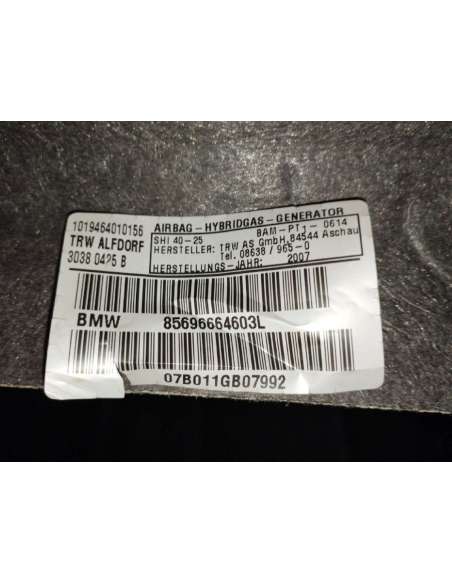 1019464010156
TRW ALFDORF
3038 0425 B
AIRBAG-HYBRIDGAS-GENERATOR
SHI 40-25 BAM-PT1-0614
HERSTELLER: TRW AS GmbH,84544 Aschau
Tel. 08638 / 965-0
HERSTELLUNGS-JAHR: 2007
BMW 85696664603L
07B011GB07992